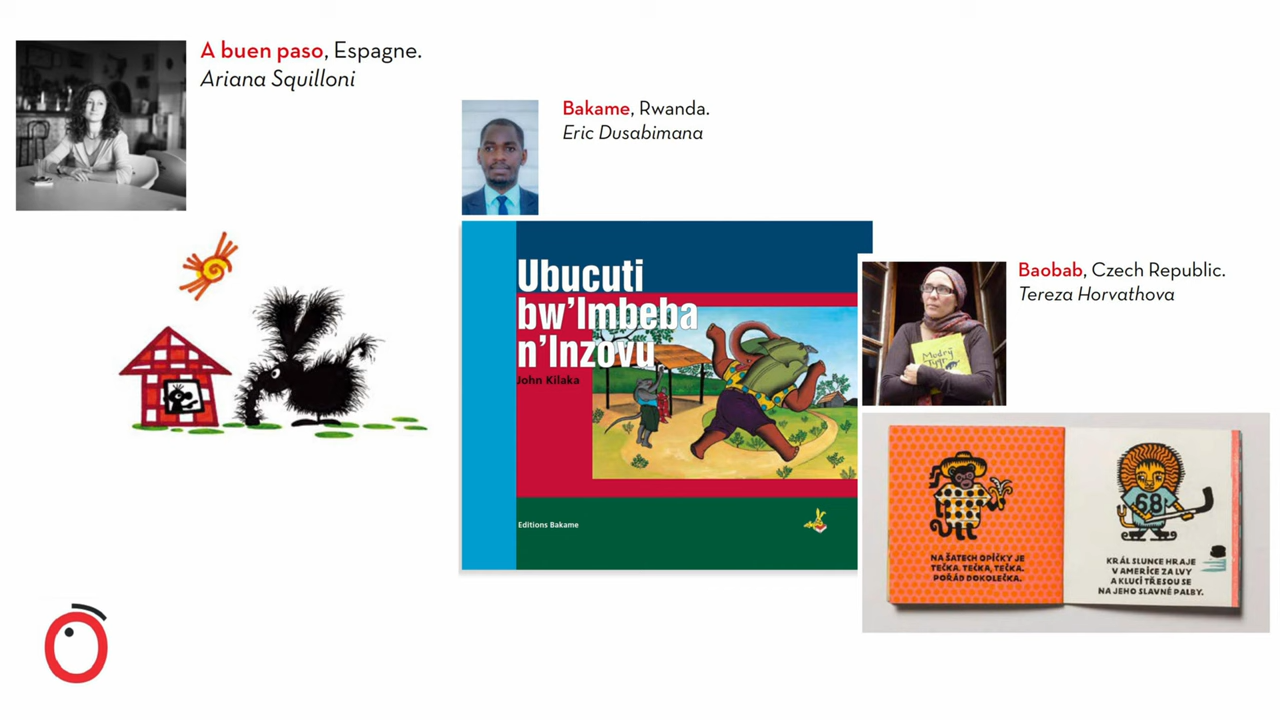 A buen paso, Espagne.
Ariana Squilloni
Bakame, Rwanda.
Eric Dusabimana
Ubucuti
bw'Imbeba
n'Inzovu
John Kilaka
Editions Bakame
Baobab, Czech Republic.
Tereza Horvathova
Modrý
Tygr
NA ŠATECH OPIČKY JE
TEČKA. TEČKA, TEČKA.
POŘÁD DOKOLEČKA.
68
KRÁL SLUNCE HRAJE
V AMERICE ZA LVY
A KLUCI TŘESOU SE
NA JEHO SLAVNÉ PALBY.